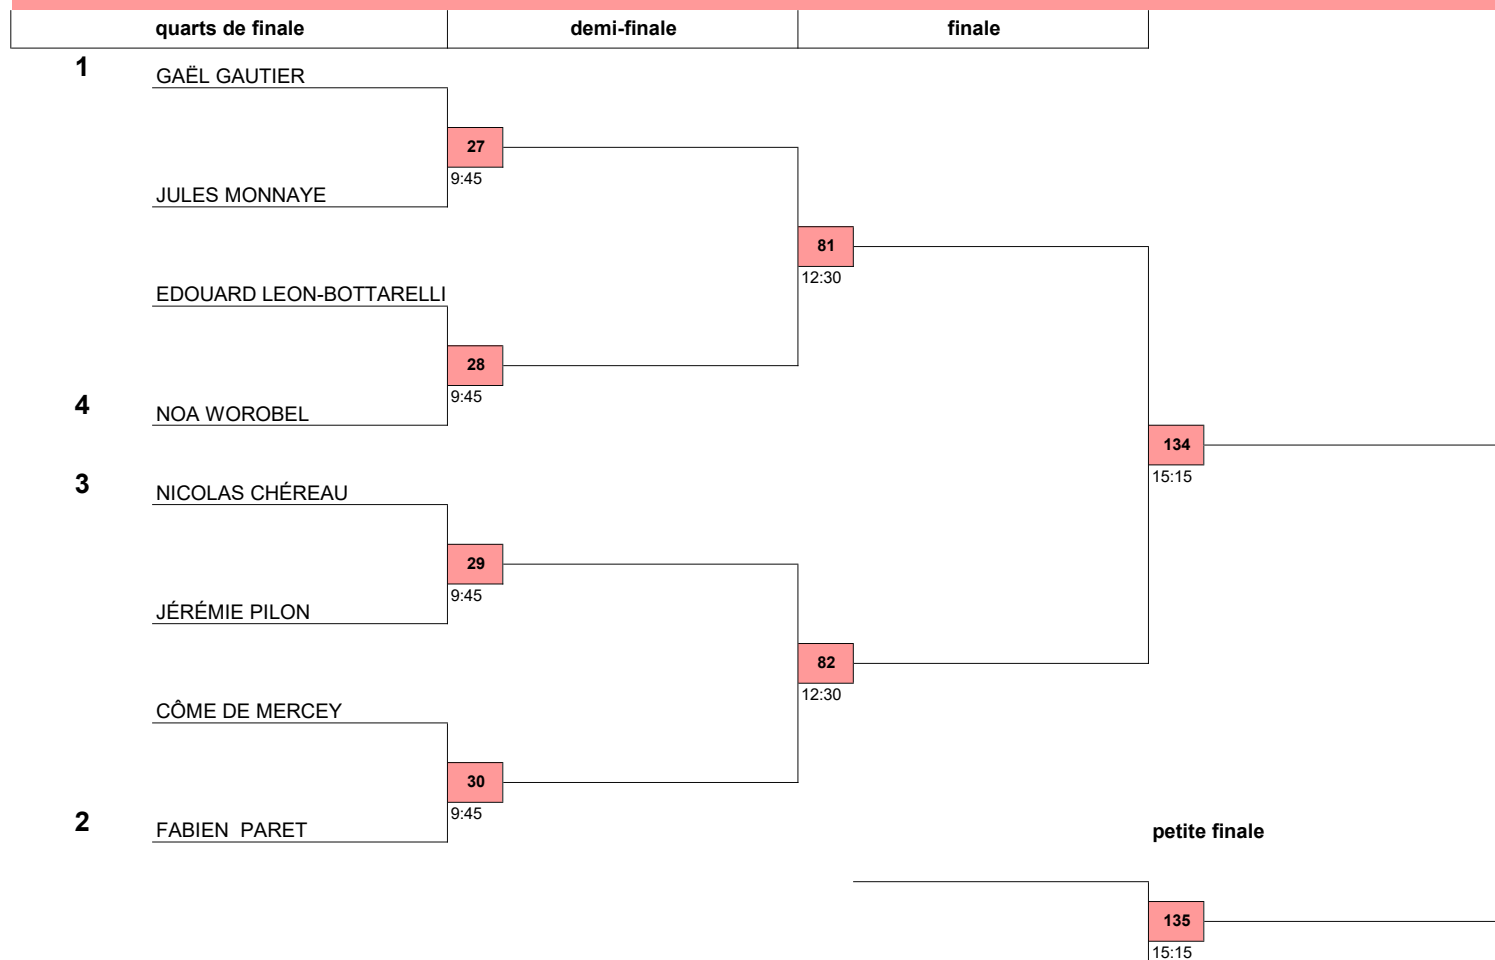 quarts de finale
demi-finale
finale
1
GAËL GAUTIER
27
9:45
JULES MONNAYE
81
12:30
EDOUARD LEON-BOTTARELLI
28
9:45
4
NOA WOROBEL
134
15:15
3
NICOLAS CHÉREAU
29
9:45
JÉRÉMIE PILON
82
12:30
CÔME DE MERCEY
30
9:45
2
FABIEN  PARET
petite finale
135
15:15